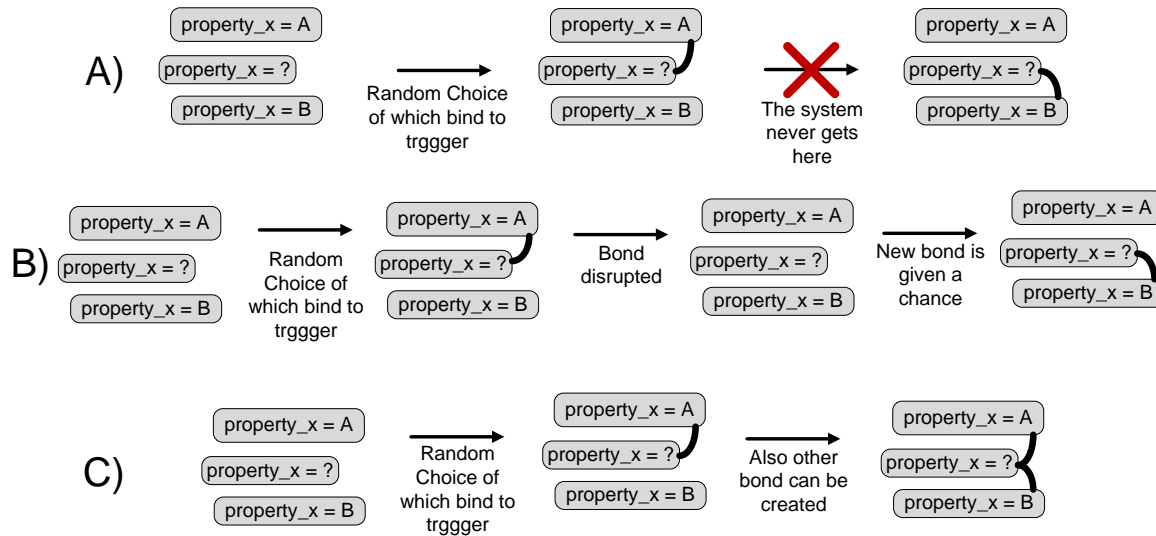 A)
property_x = A
property_x = ?
property_x = B
Random Choice
of which bind to
trggger
property_x = A
property_x = ?
property_x = B
The system
never gets
here
property_x = A
property_x = ?
property_x = B
B)
property_x = A
property_x = ?
property_x = B
Random
Choice of
which bind to
trggger
property_x = A
property_x = ?
property_x = B
Bond
disrupted
property_x = A
property_x = ?
property_x = B
New bond is
given a
chance
property_x = A
property_x = ?
property_x = B
C)
property_x = A
property_x = ?
property_x = B
Random
Choice of
which bind to
trggger
property_x = A
property_x = ?
property_x = B
Also other
bond can be
created
property_x = A
property_x = ?
property_x = B